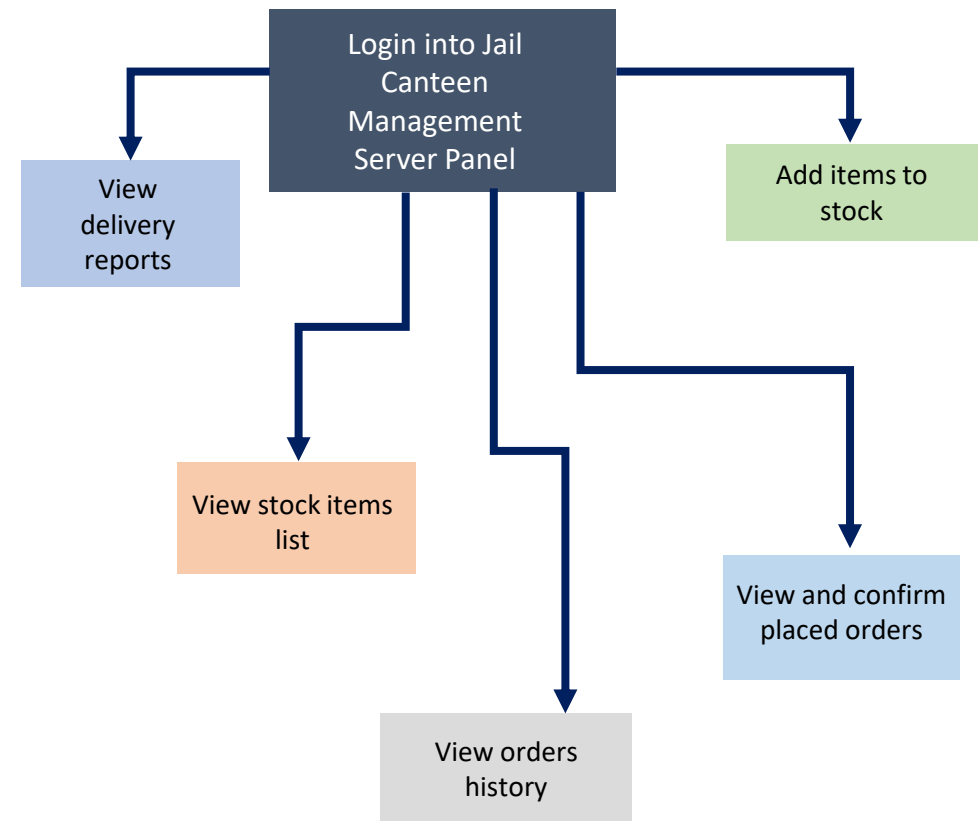 Login into Jail
Canteen
Management
Server Panel
View
delivery
reports
Add items to
stock
View stock items
list
View and confirm
placed orders
View orders
history